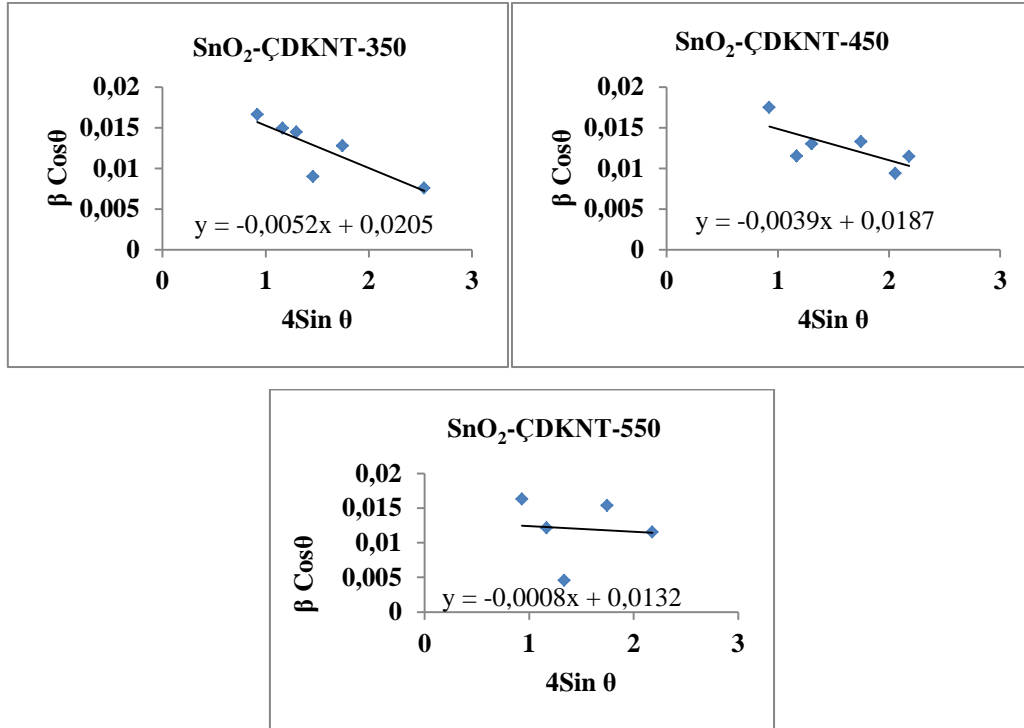 SnO₂-ÇDKNT-350
0,02
0,015
0,01
0,005
0
β Cosθ
y = -0,0052x + 0,0205
0 1 2 3
4Sin θ
SnO₂-ÇDKNT-450
0,02
0,015
0,01
0,005
0
β Cosθ
y = -0,0039x + 0,0187
0 1 2 3
4Sin θ
SnO₂-ÇDKNT-550
0,02
0,015
0,01
0,005
0
β Cosθ
y = -0,0008x + 0,0132
0 1 2 3
4Sin θ